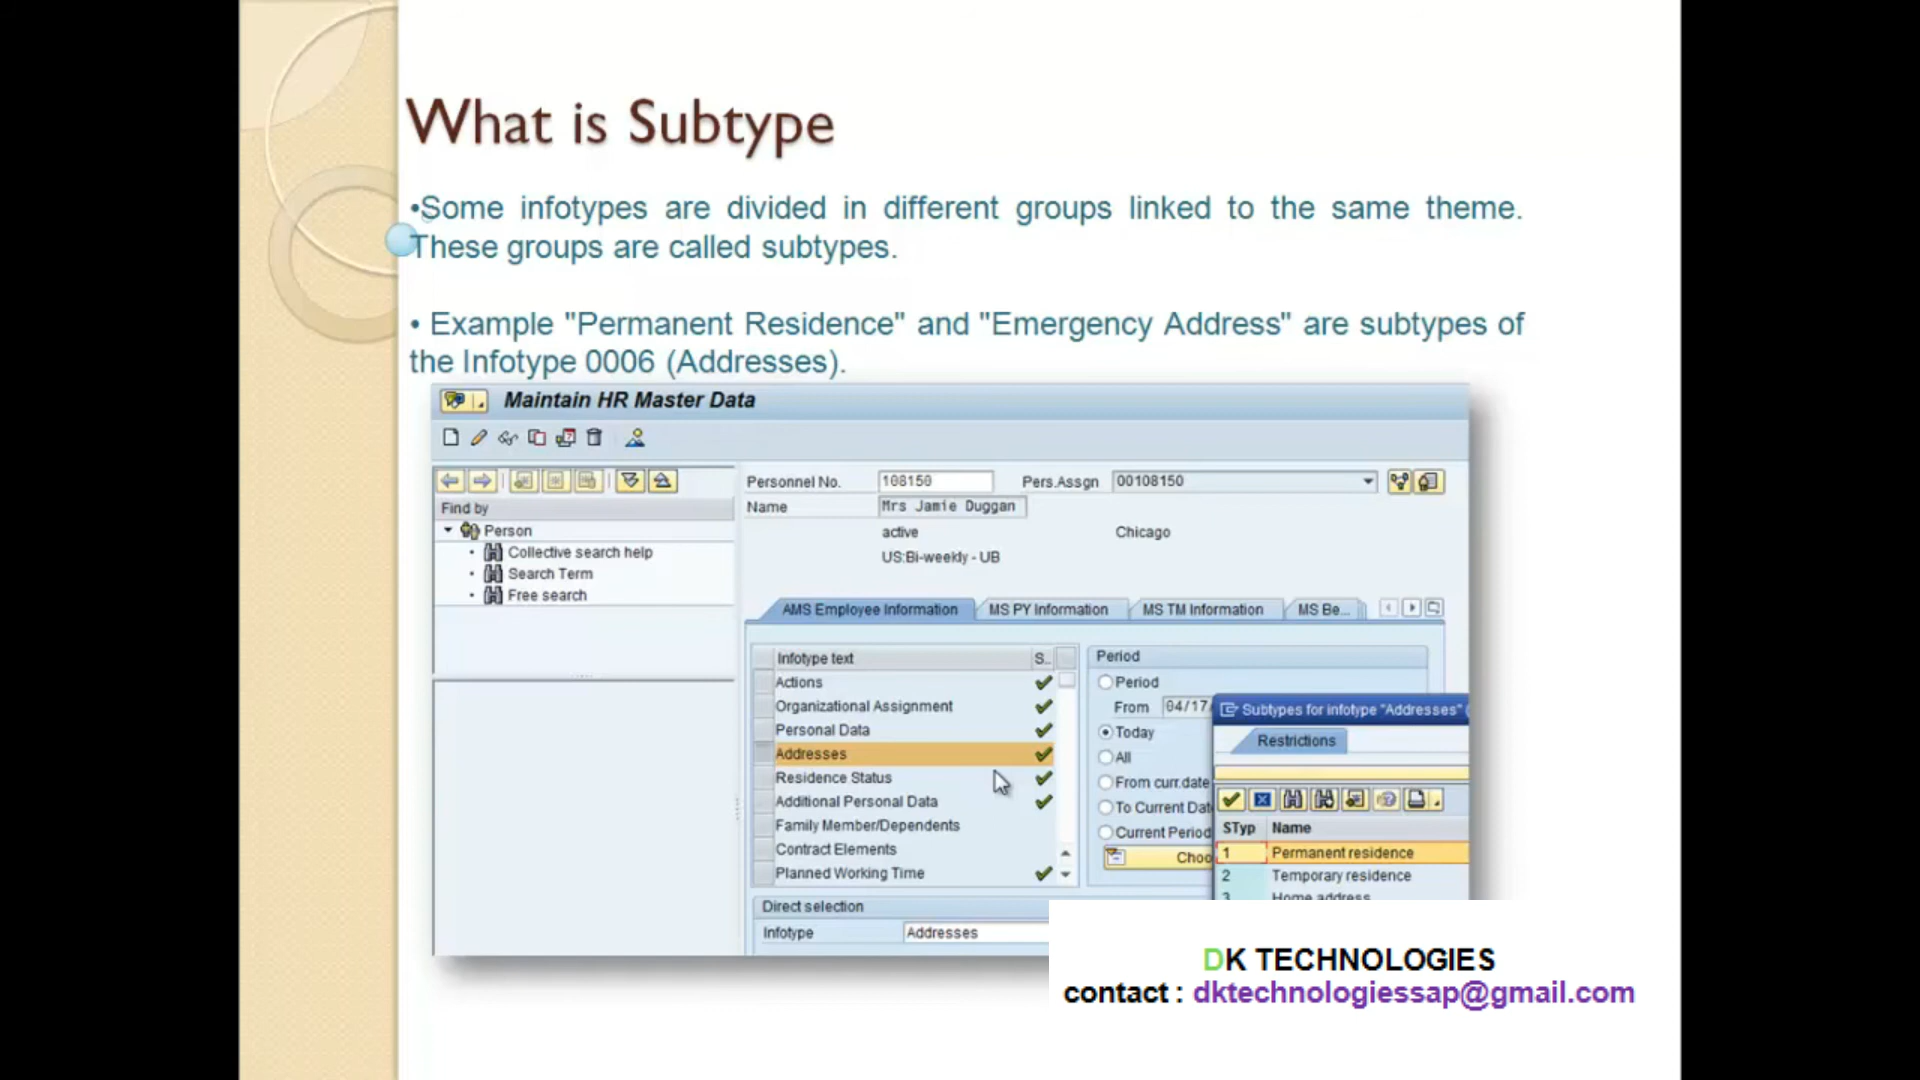 What is Subtype
•Some infotypes are divided in different groups linked to the same theme.
These groups are called subtypes.
• Example "Permanent Residence" and "Emergency Address" are subtypes of
the Infotype 0006 (Addresses).
Maintain HR Master Data
Find by
Person
Collective search help
Search Term
Free search
Personnel No. 108150 Pers.Assgn 00108150
Name Mrs Jamie Duggan
active Chicago
US:Bi-weekly - UB
AMS Employee Information MS PY Information MS TM Information MS Be...
Infotype text S..
Actions
Organizational Assignment
Personal Data
Addresses
Residence Status
Additional Personal Data
Family Member/Dependents
Contract Elements
Planned Working Time
Period
Period
From 04/17/
Today
All
From curr.date
To Current Dat
Current Period
Choo
Subtypes for infotype "Addresses" (
Restrictions
STyp Name
1 Permanent residence
2 Temporary residence
3 Home address
Direct selection
Infotype Addresses
DK TECHNOLOGIES
contact : dktechnologiessap@gmail.com